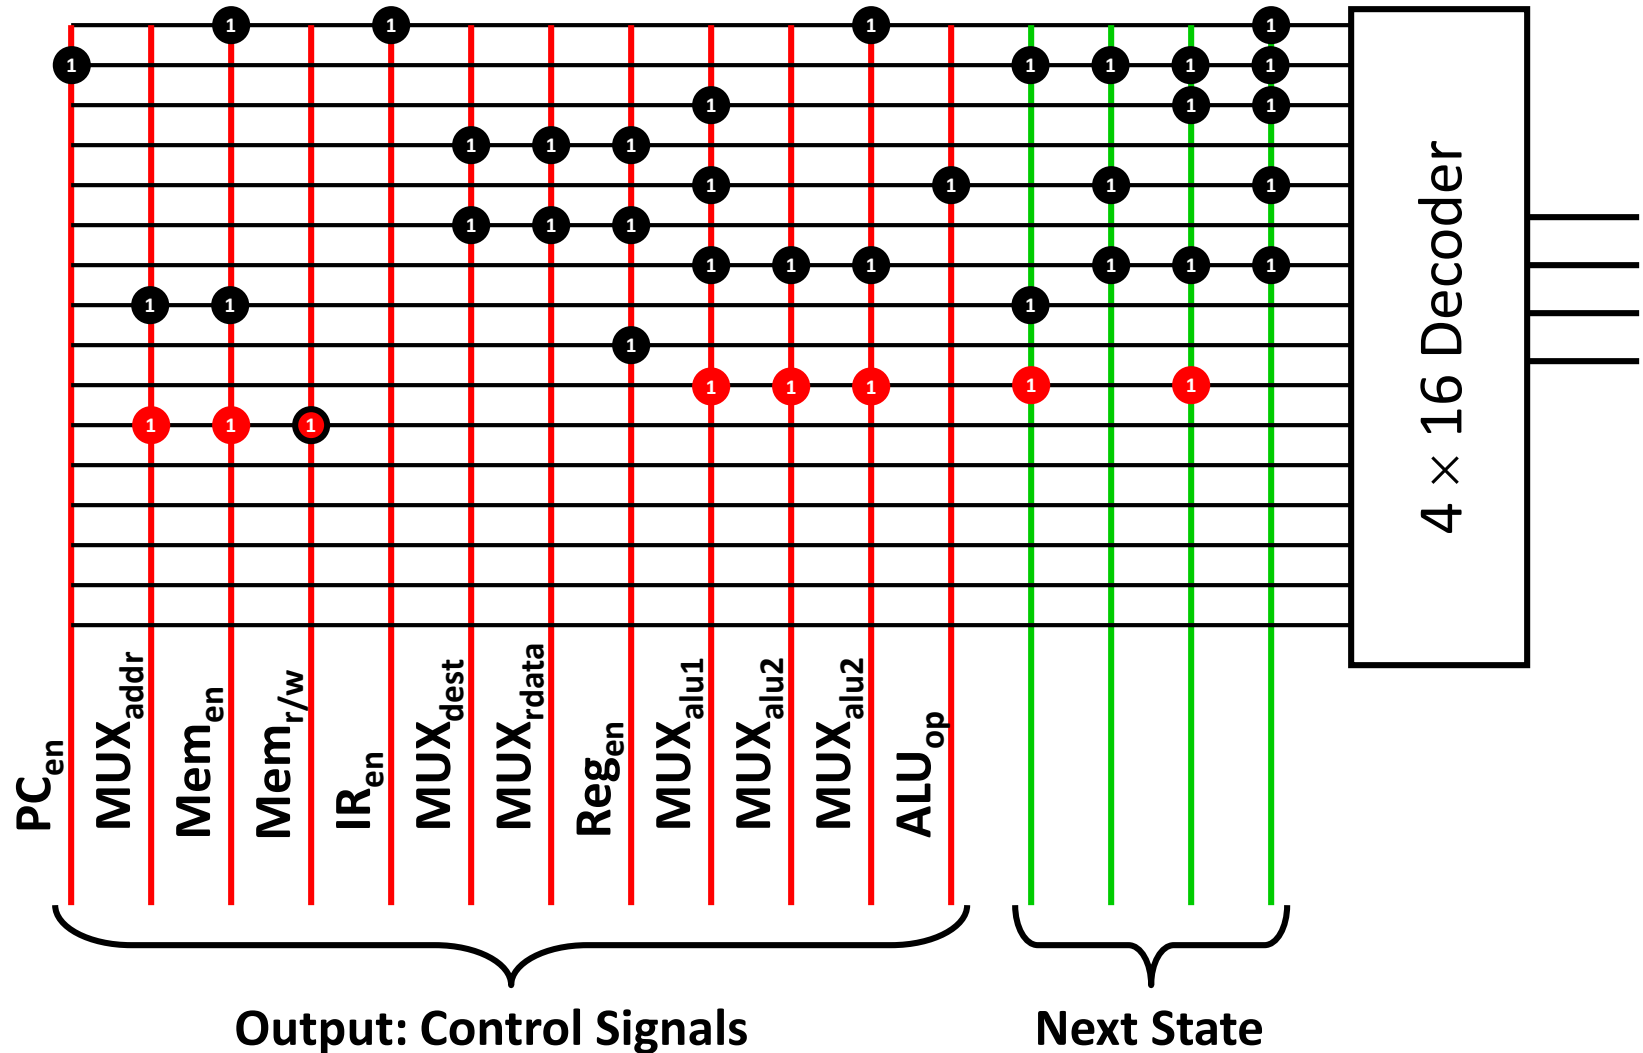 1 1 1 1
1 1 1 1 1
1 1 1
1 1 1
1 1 1 1
1 1 1
1 1 1 1 1 1
1 1 1
1
1 1 1 1 1
1 1 1
4 × 16 Decoder
PCen
MUXaddr
Memen
Memr/w
IRen
MUXdest
MUXrdata
Regen
MUXalu1
MUXalu2
MUXalu2
ALUop
Output: Control Signals
Next State